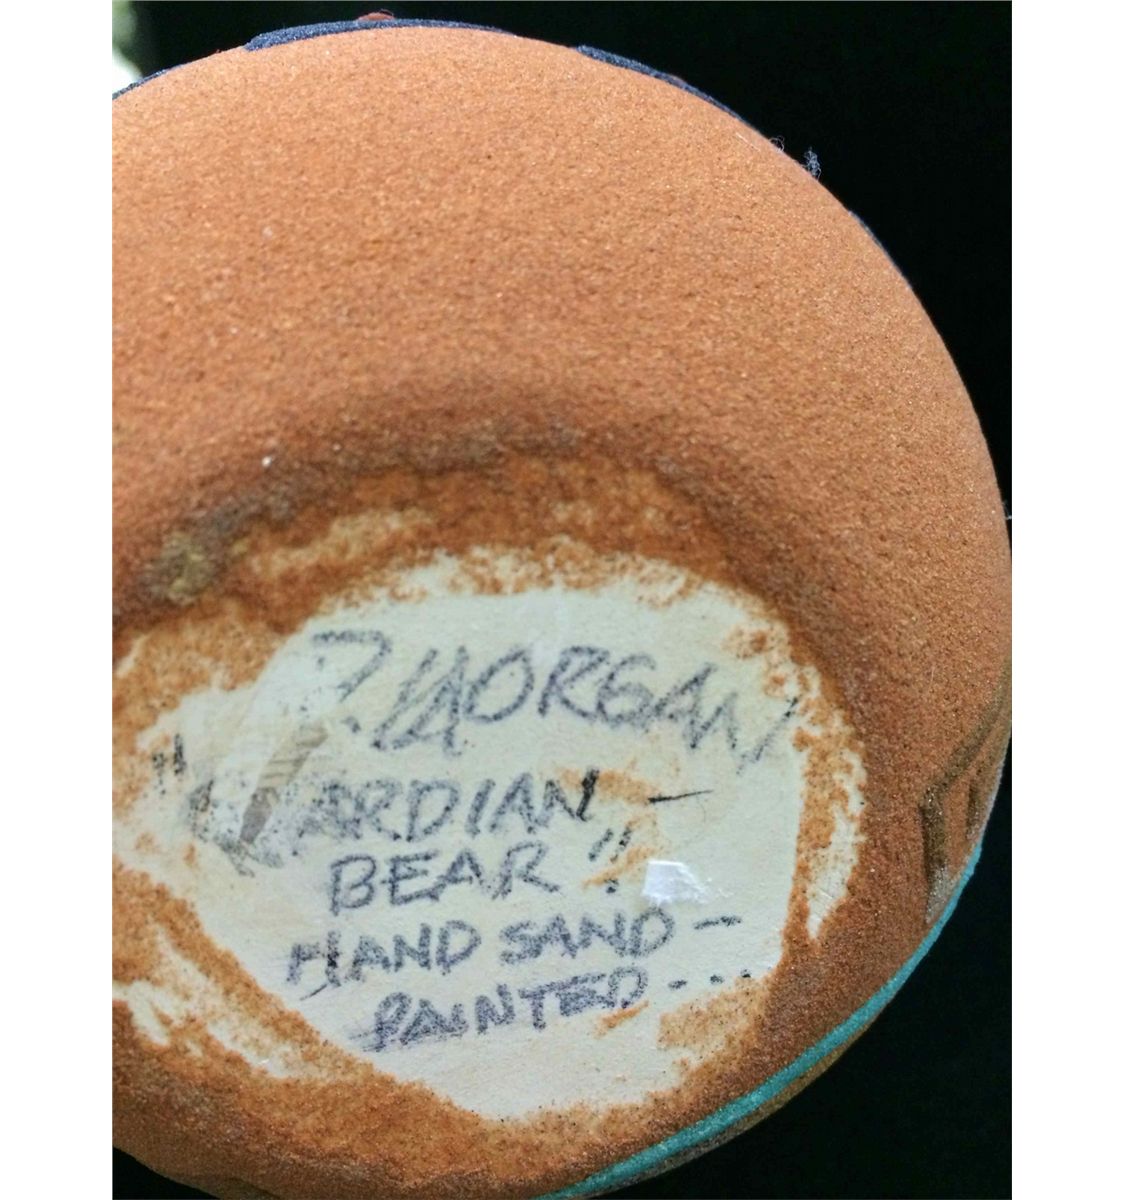 MORGAN
ARDIAN -
BEAR".
HAND SAND -
PAINTED - . .